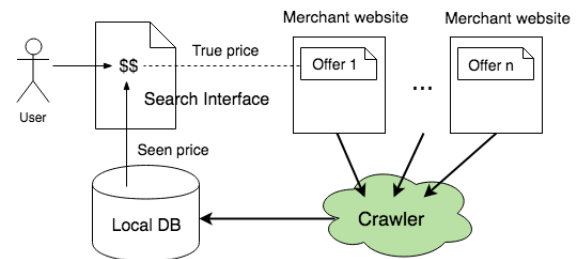 Merchant website
Merchant website
True price
$$
Offer 1
Offer n
...
Search Interface
User
Seen price
Local DB
Crawler